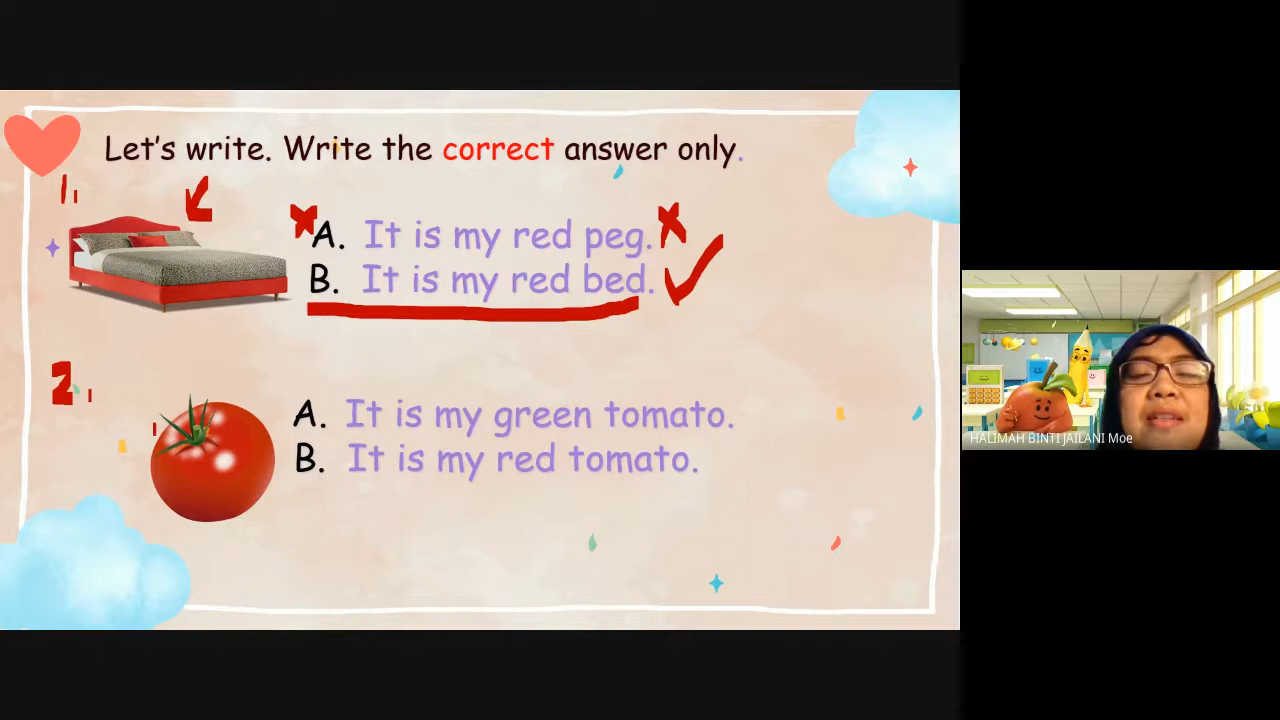 Let's write. Write the correct answer only.
1.
A. It is my red peg.
B. It is my red bed.
2.
A. It is my green tomato.
B. It is my red tomato.
HALIMAH BINTI JAILANI Moe